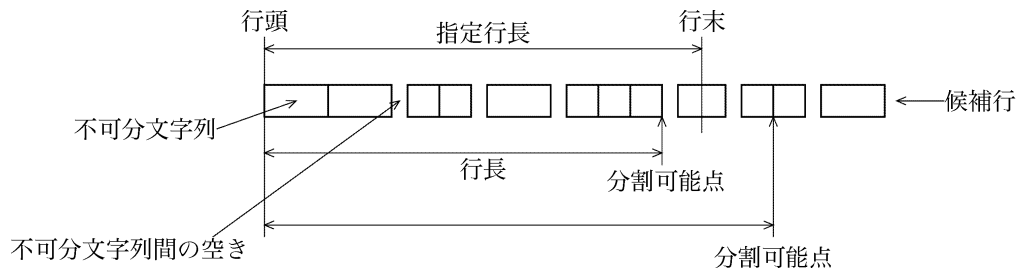 行頭
指定行長
行末
候補行
不可分文字列
行長
分割可能点
不可分文字列間の空き
分割可能点